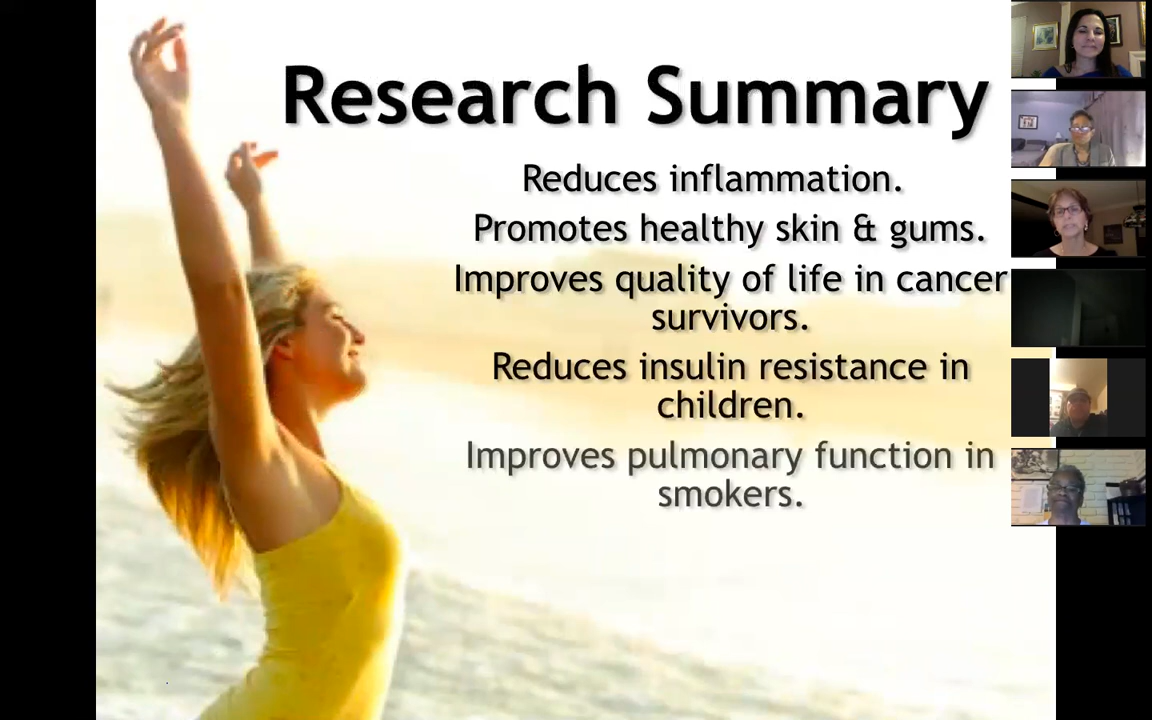 Research Summary
Reduces inflammation.
Promotes healthy skin & gums.
Improves quality of life in cancer
survivors.
Reduces insulin resistance in
children.
Improves pulmonary function in
smokers.